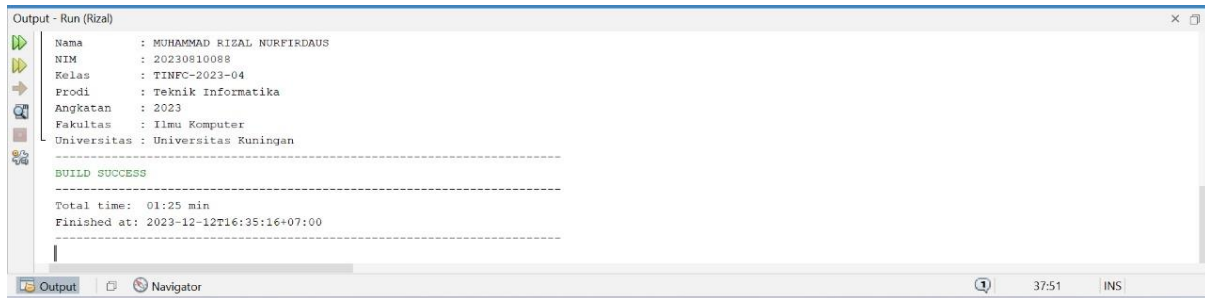 Output - Run (Rizal)
Nama : MUHAMMAD RIZAL NURFIRDAUS
NIM : 20230810088
Kelas : TINFC-2023-04
Prodi : Teknik Informatika
Angkatan : 2023
Fakultas : Ilmu Komputer
Universitas : Universitas Kuningan
------------------------------------------------------------------------
BUILD SUCCESS
------------------------------------------------------------------------
Total time: 01:25 min
Finished at: 2023-12-12T16:35:16+07:00
------------------------------------------------------------------------
Output Navigator 1 37:51 INS